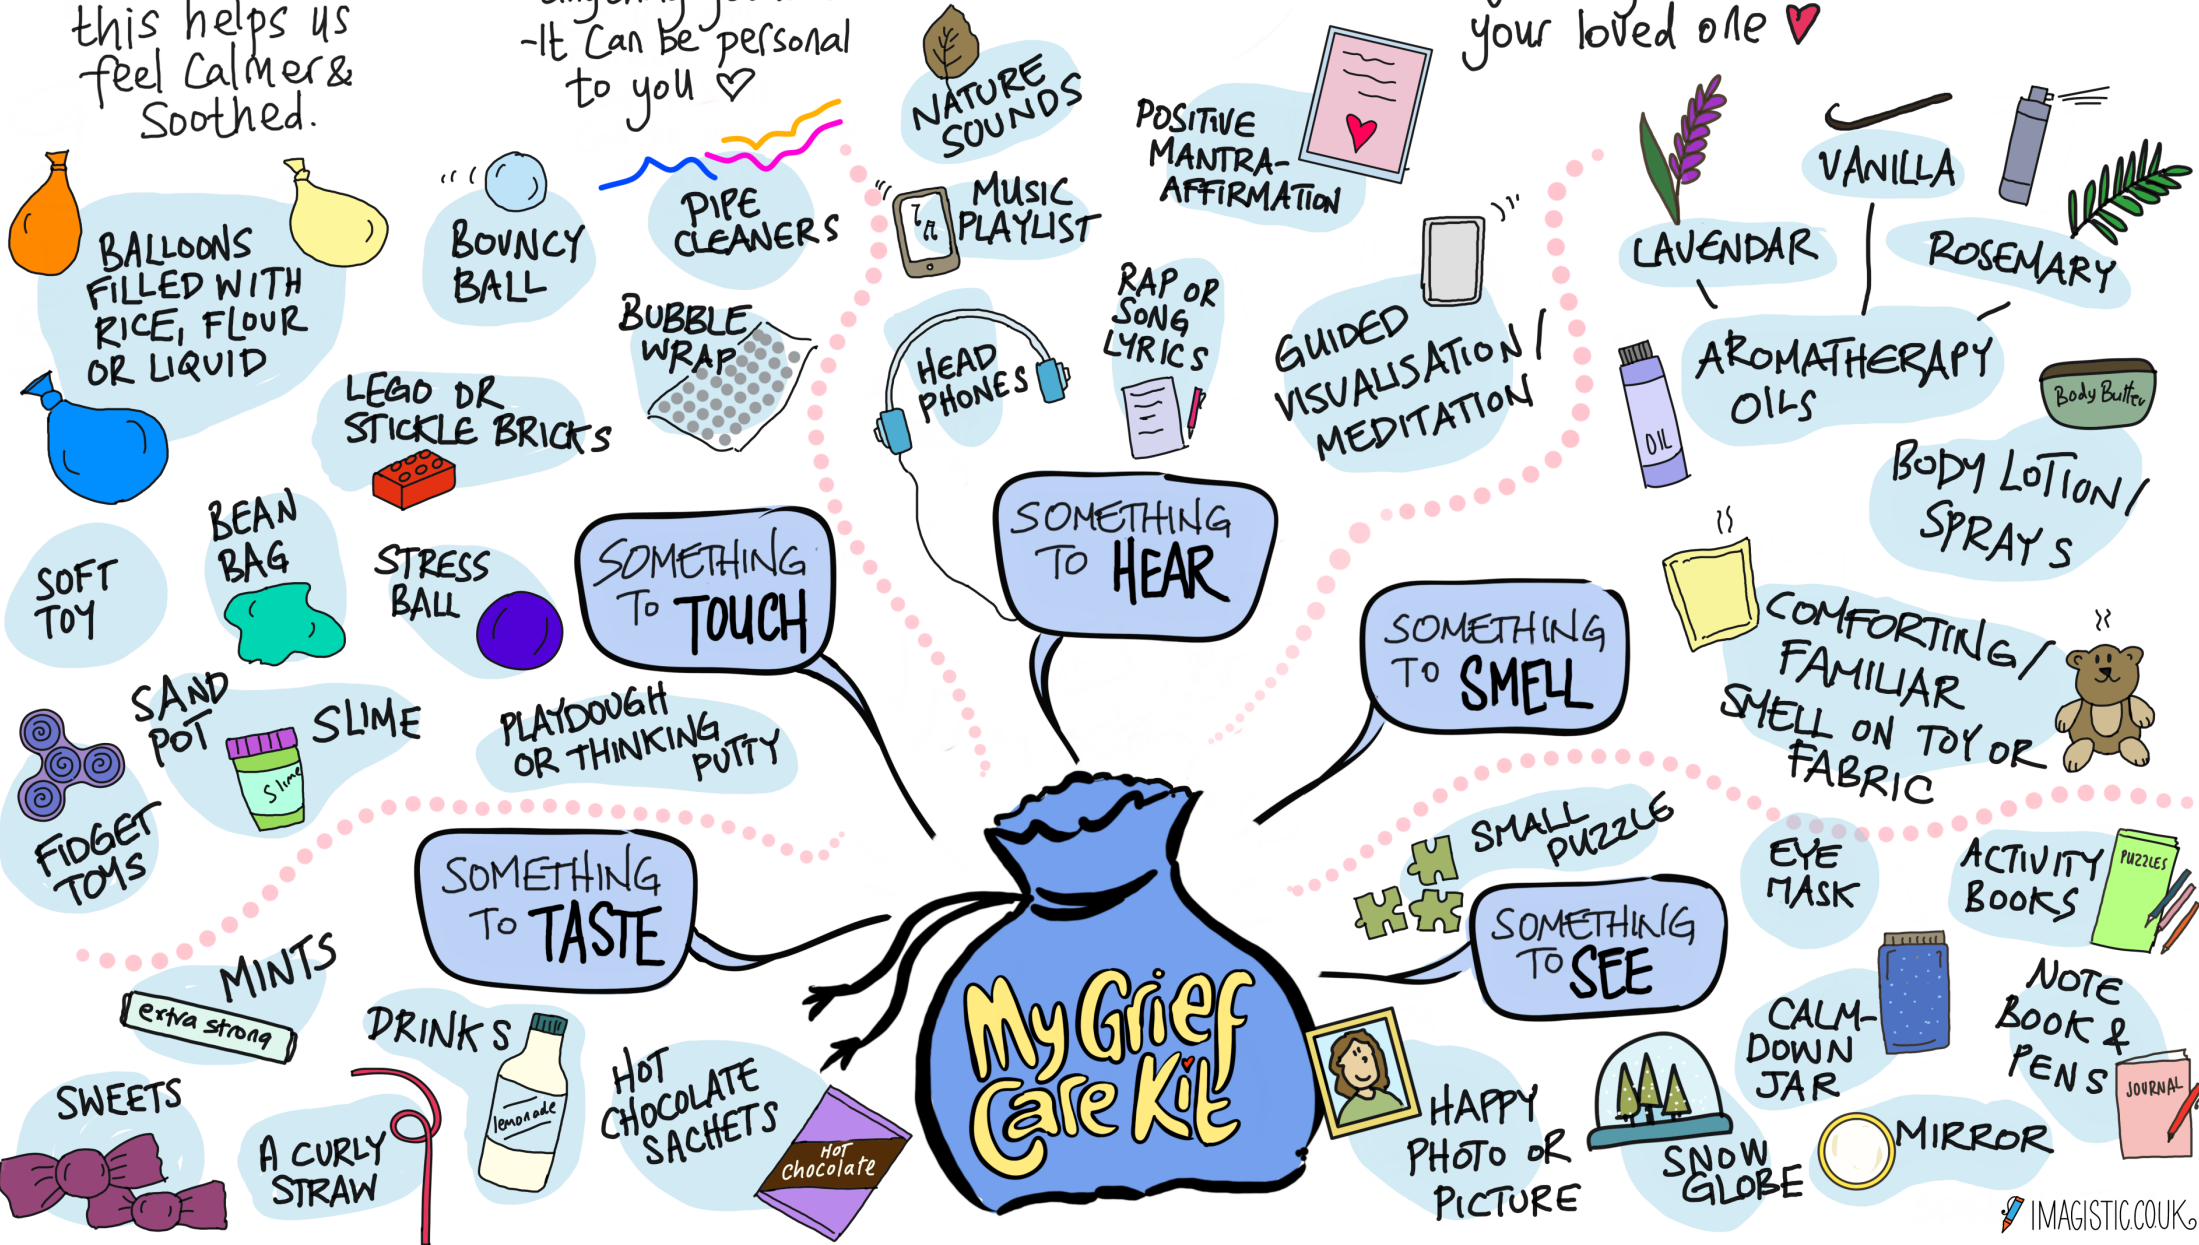 this helps us
feel calmer &
Soothed.
-It can be personal
to you
your loved one
BALLOONS
FILLED WITH
RICE, FLOUR
OR LIQUID
BOUNCY
BALL
PIPE
CLEANERS
BUBBLE
WRAP
LEGO OR
STICKLE BRICKS
BEAN
BAG
SOFT
TOY
STRESS
BALL
SAND
POT
SLIME
Slime
PLAYDOUGH
OR THINKING
PUTTY
FIDGET
TOYS
SOMETHING
TO TOUCH
NATURE
SOUNDS
POSITIVE
MANTRA-
AFFIRMATION
MUSIC
PLAYLIST
HEAD
PHONES
RAP OR
SONG
LYRICS
GUIDED
VISUALISATION/
MEDITATION
SOMETHING
TO HEAR
LAVENDAR
VANILLA
ROSEMARY
AROMATHERAPY
OILS
OIL
Body Butter
BODY LOTION/
SPRAYS
COMFORTING/
FAMILIAR
SMELL ON TOY OR
FABRIC
SOMETHING
TO SMELL
SOMETHING
TO TASTE
MINTS
extra strong
DRINKS
lemonade
SWEETS
A CURLY
STRAW
HOT
CHOCOLATE
SACHETS
HOT
chocolate
My Grief
Care Kit
SMALL
PUZZLE
SOMETHING
TO SEE
EYE
MASK
ACTIVITY
BOOKS
PUZZLES
CALM-
DOWN
JAR
NOTE
BOOK &
PENS
JOURNAL
HAPPY
PHOTO OR
PICTURE
SNOW
GLOBE
MIRROR
IMAGISTIC.CO.UK